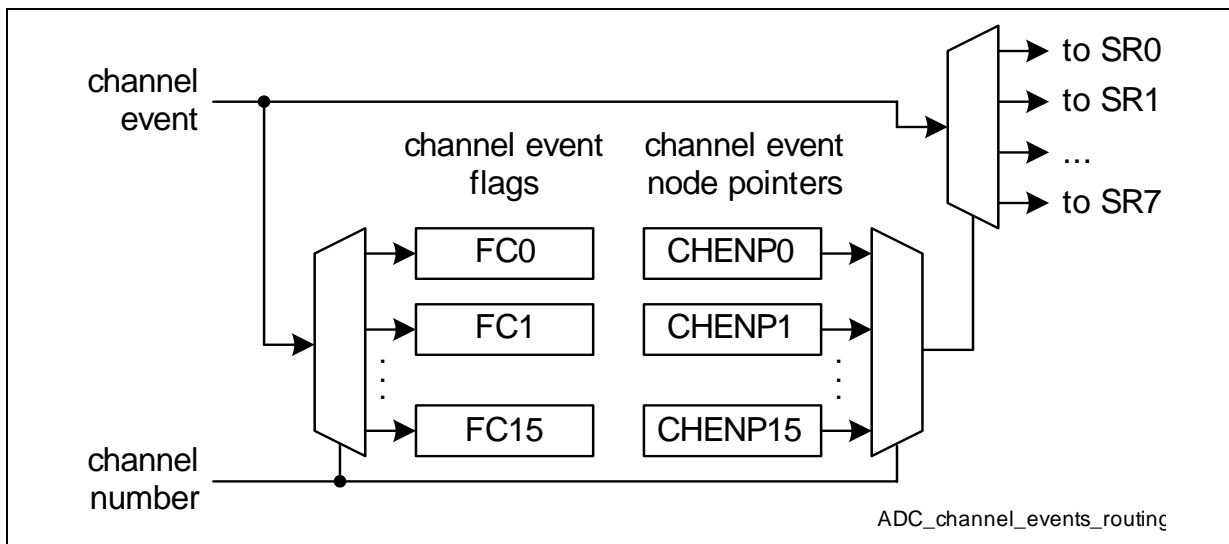 channel
event
to SR0
to SR1
...
to SR7
channel event
flags
channel event
node pointers
FC0
CHENP0
FC1
CHENP1
FC15
CHENP15
channel
number
ADC_channel_events_routing